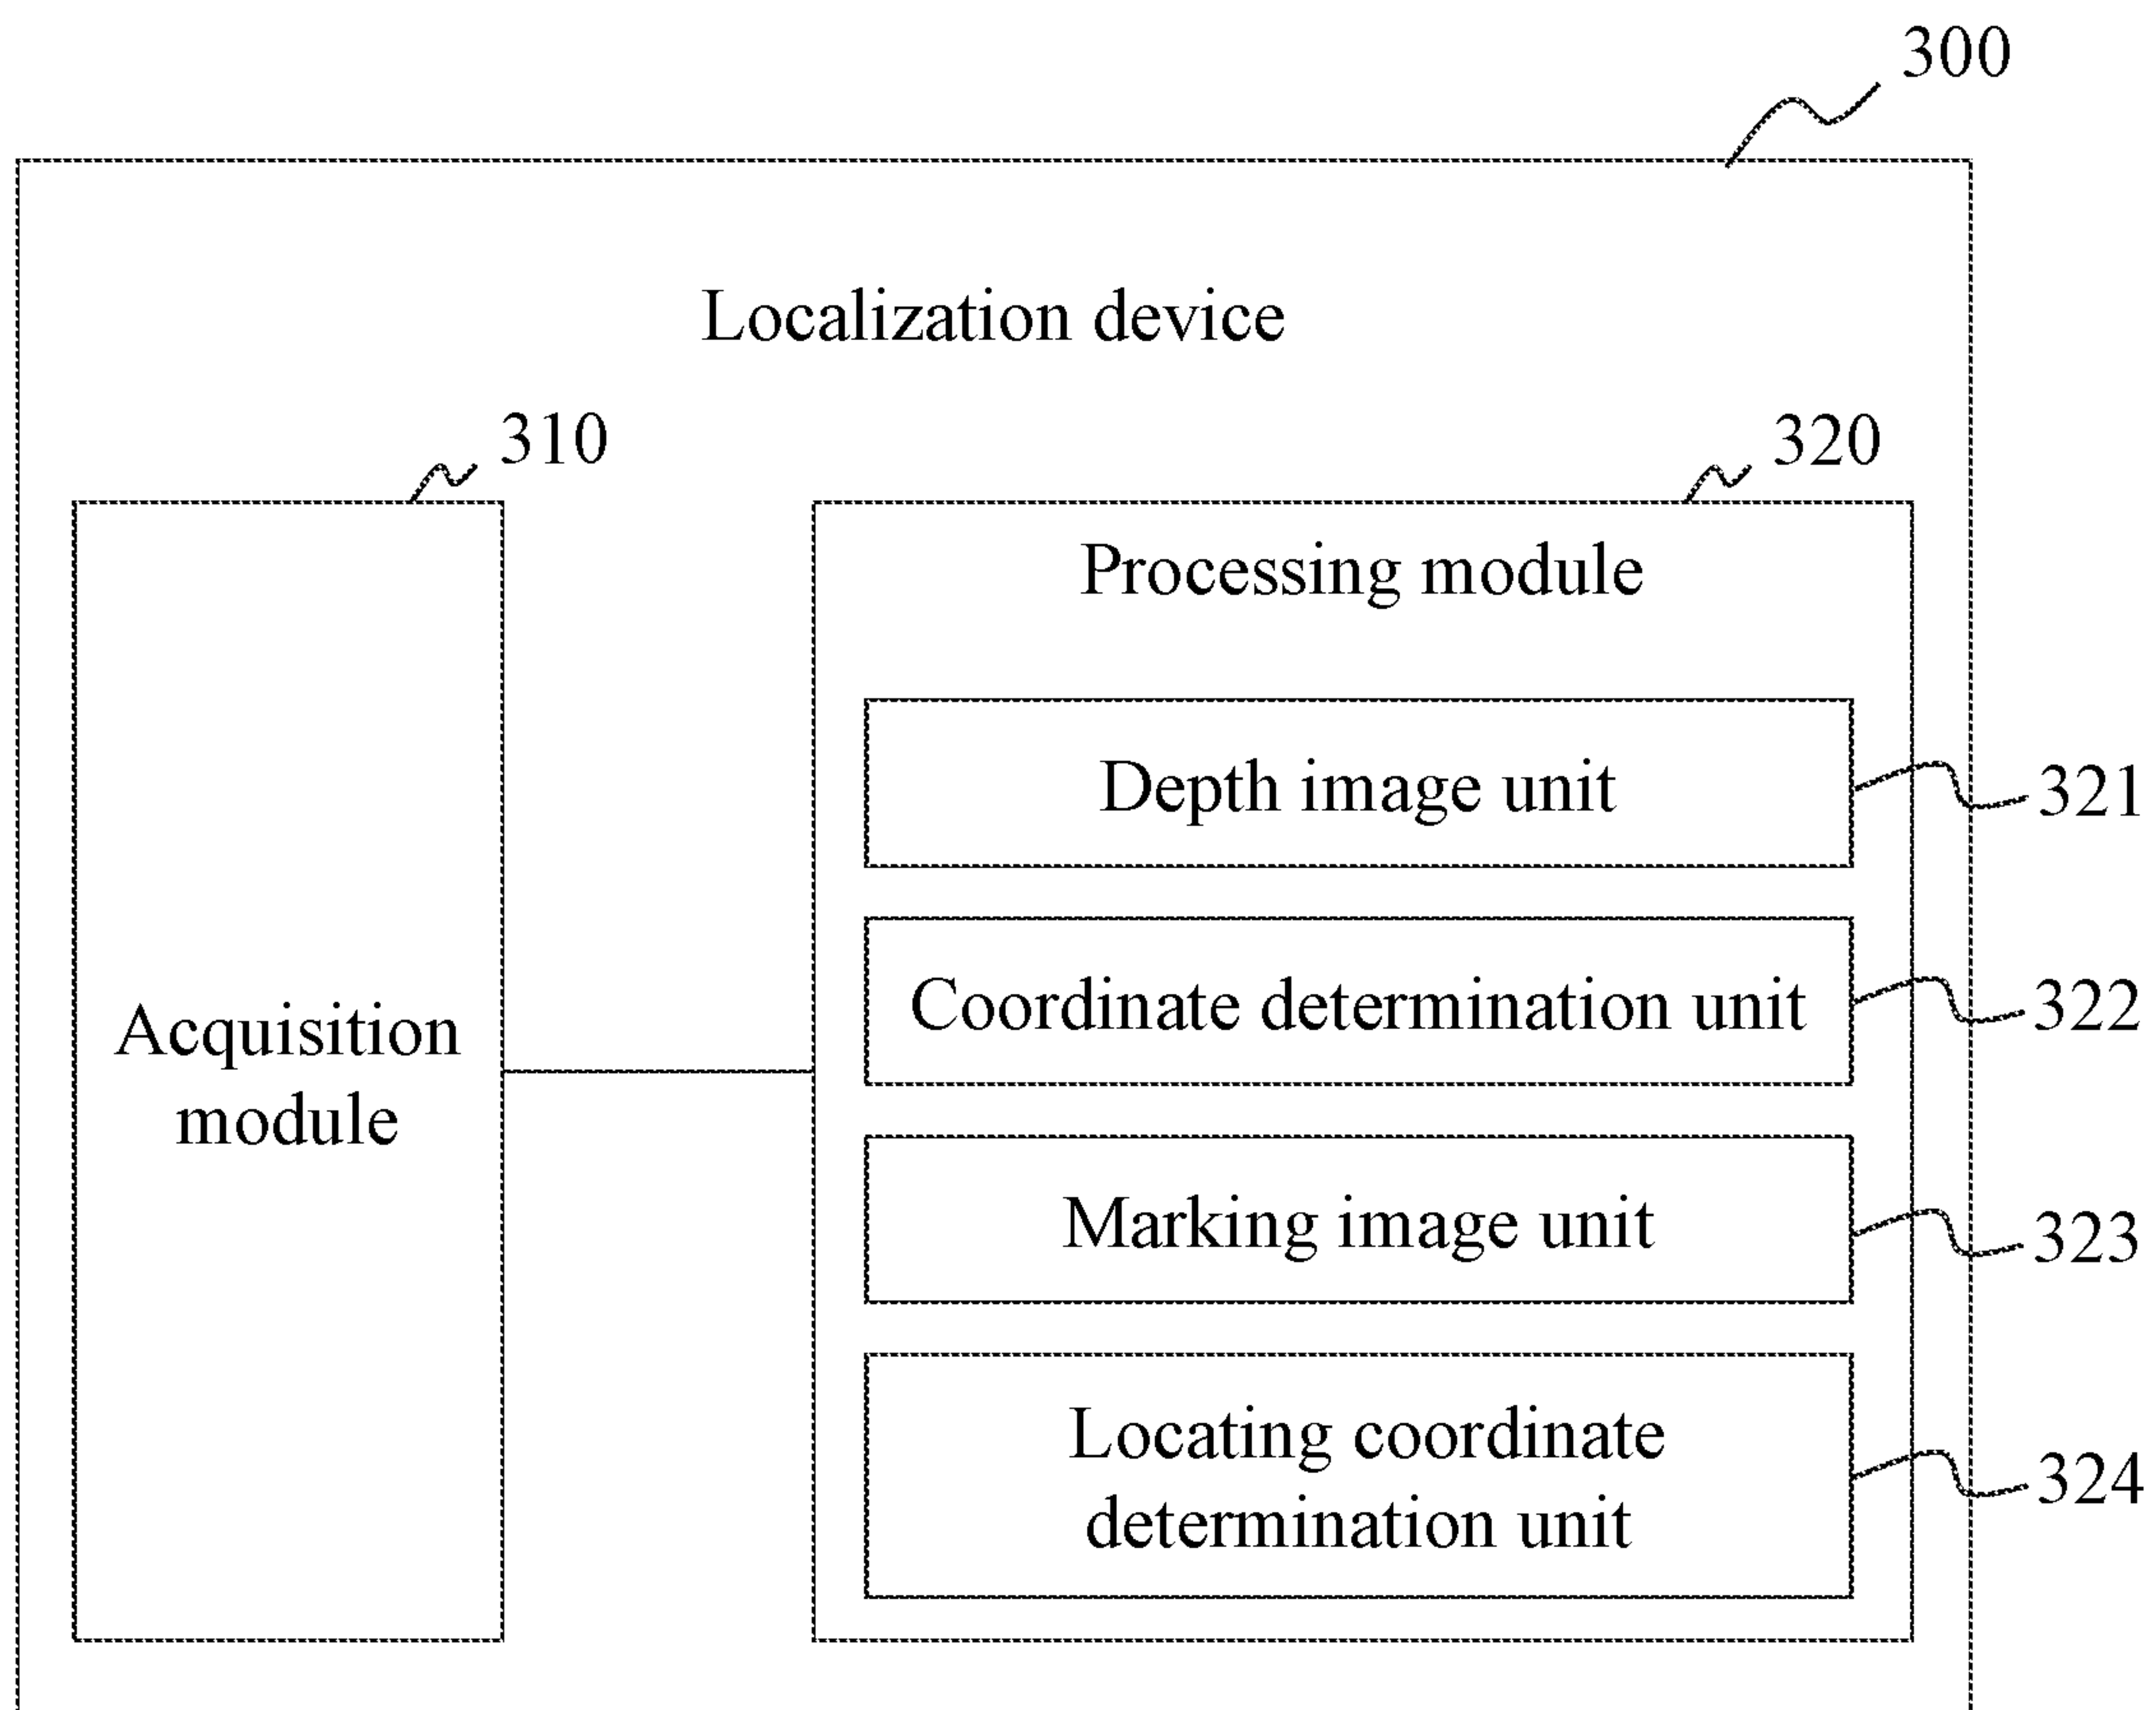 300
Localization device
310
320
Processing module
Depth image unit
321
Coordinate determination unit
322
Acquisition
module
Marking image unit
323
Locating coordinate
determination unit
324